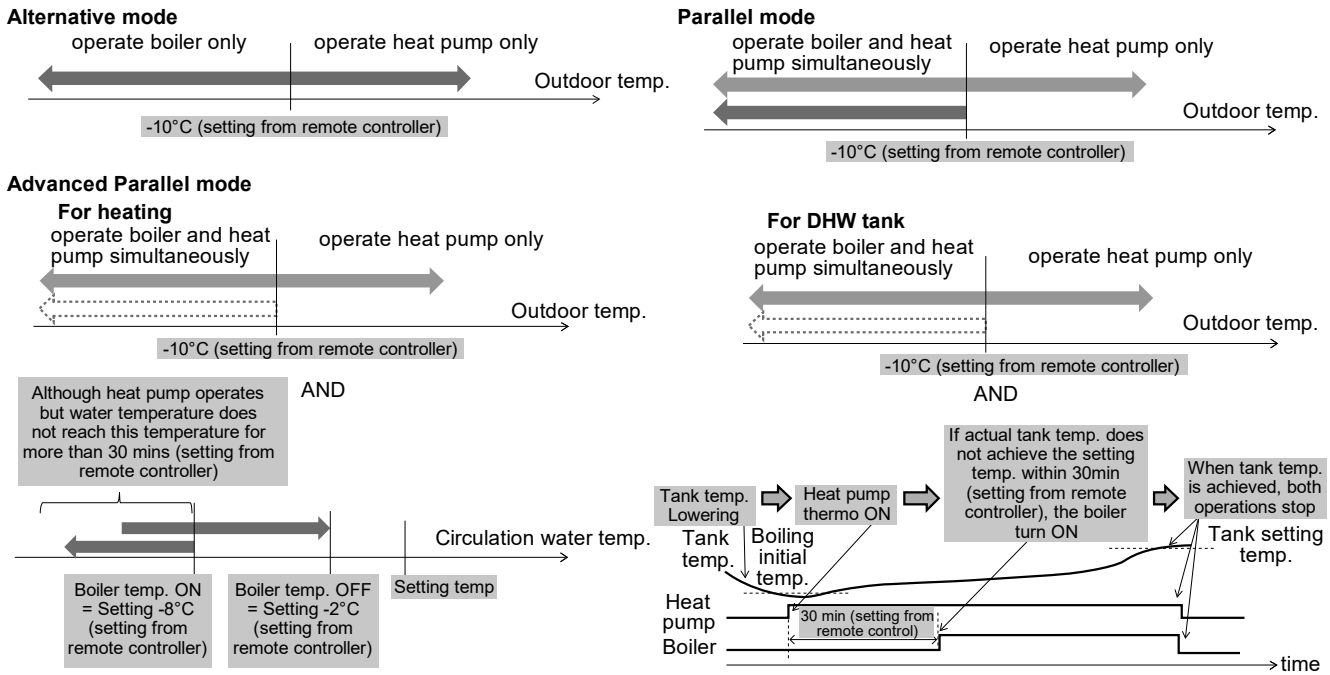 Alternative mode
operate boiler only
operate heat pump only
Outdoor temp.
-10°C (setting from remote controller)
Parallel mode
operate boiler and heat
pump simultaneously
operate heat pump only
Outdoor temp.
-10°C (setting from remote controller)
Advanced Parallel mode
For heating
operate boiler and heat
pump simultaneously
operate heat pump only
Outdoor temp.
-10°C (setting from remote controller)
AND
Although heat pump operates
but water temperature does
not reach this temperature for
more than 30 mins (setting from
remote controller)
Circulation water temp.
Boiler temp. ON
= Setting -8°C
(setting from
remote controller)
Boiler temp. OFF
= Setting -2°C
(setting from
remote controller)
Setting temp
For DHW tank
operate boiler and heat
pump simultaneously
operate heat pump only
Outdoor temp.
-10°C (setting from remote controller)
AND
Tank temp.
Lowering
Heat pump
thermo ON
If actual tank temp. does
not achieve the setting
temp. within 30min
(setting from remote
controller), the boiler
turn ON
When tank temp.
is achieved, both
operations stop
Tank
temp.
Boiling
initial
temp.
Tank setting
temp.
Heat
pump
30 min (setting from
remote control)
Boiler
time